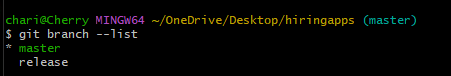 chari@Cherry MINGW64 ~/OneDrive/Desktop/hiringapps (master)
$ git branch --list
* master
  release